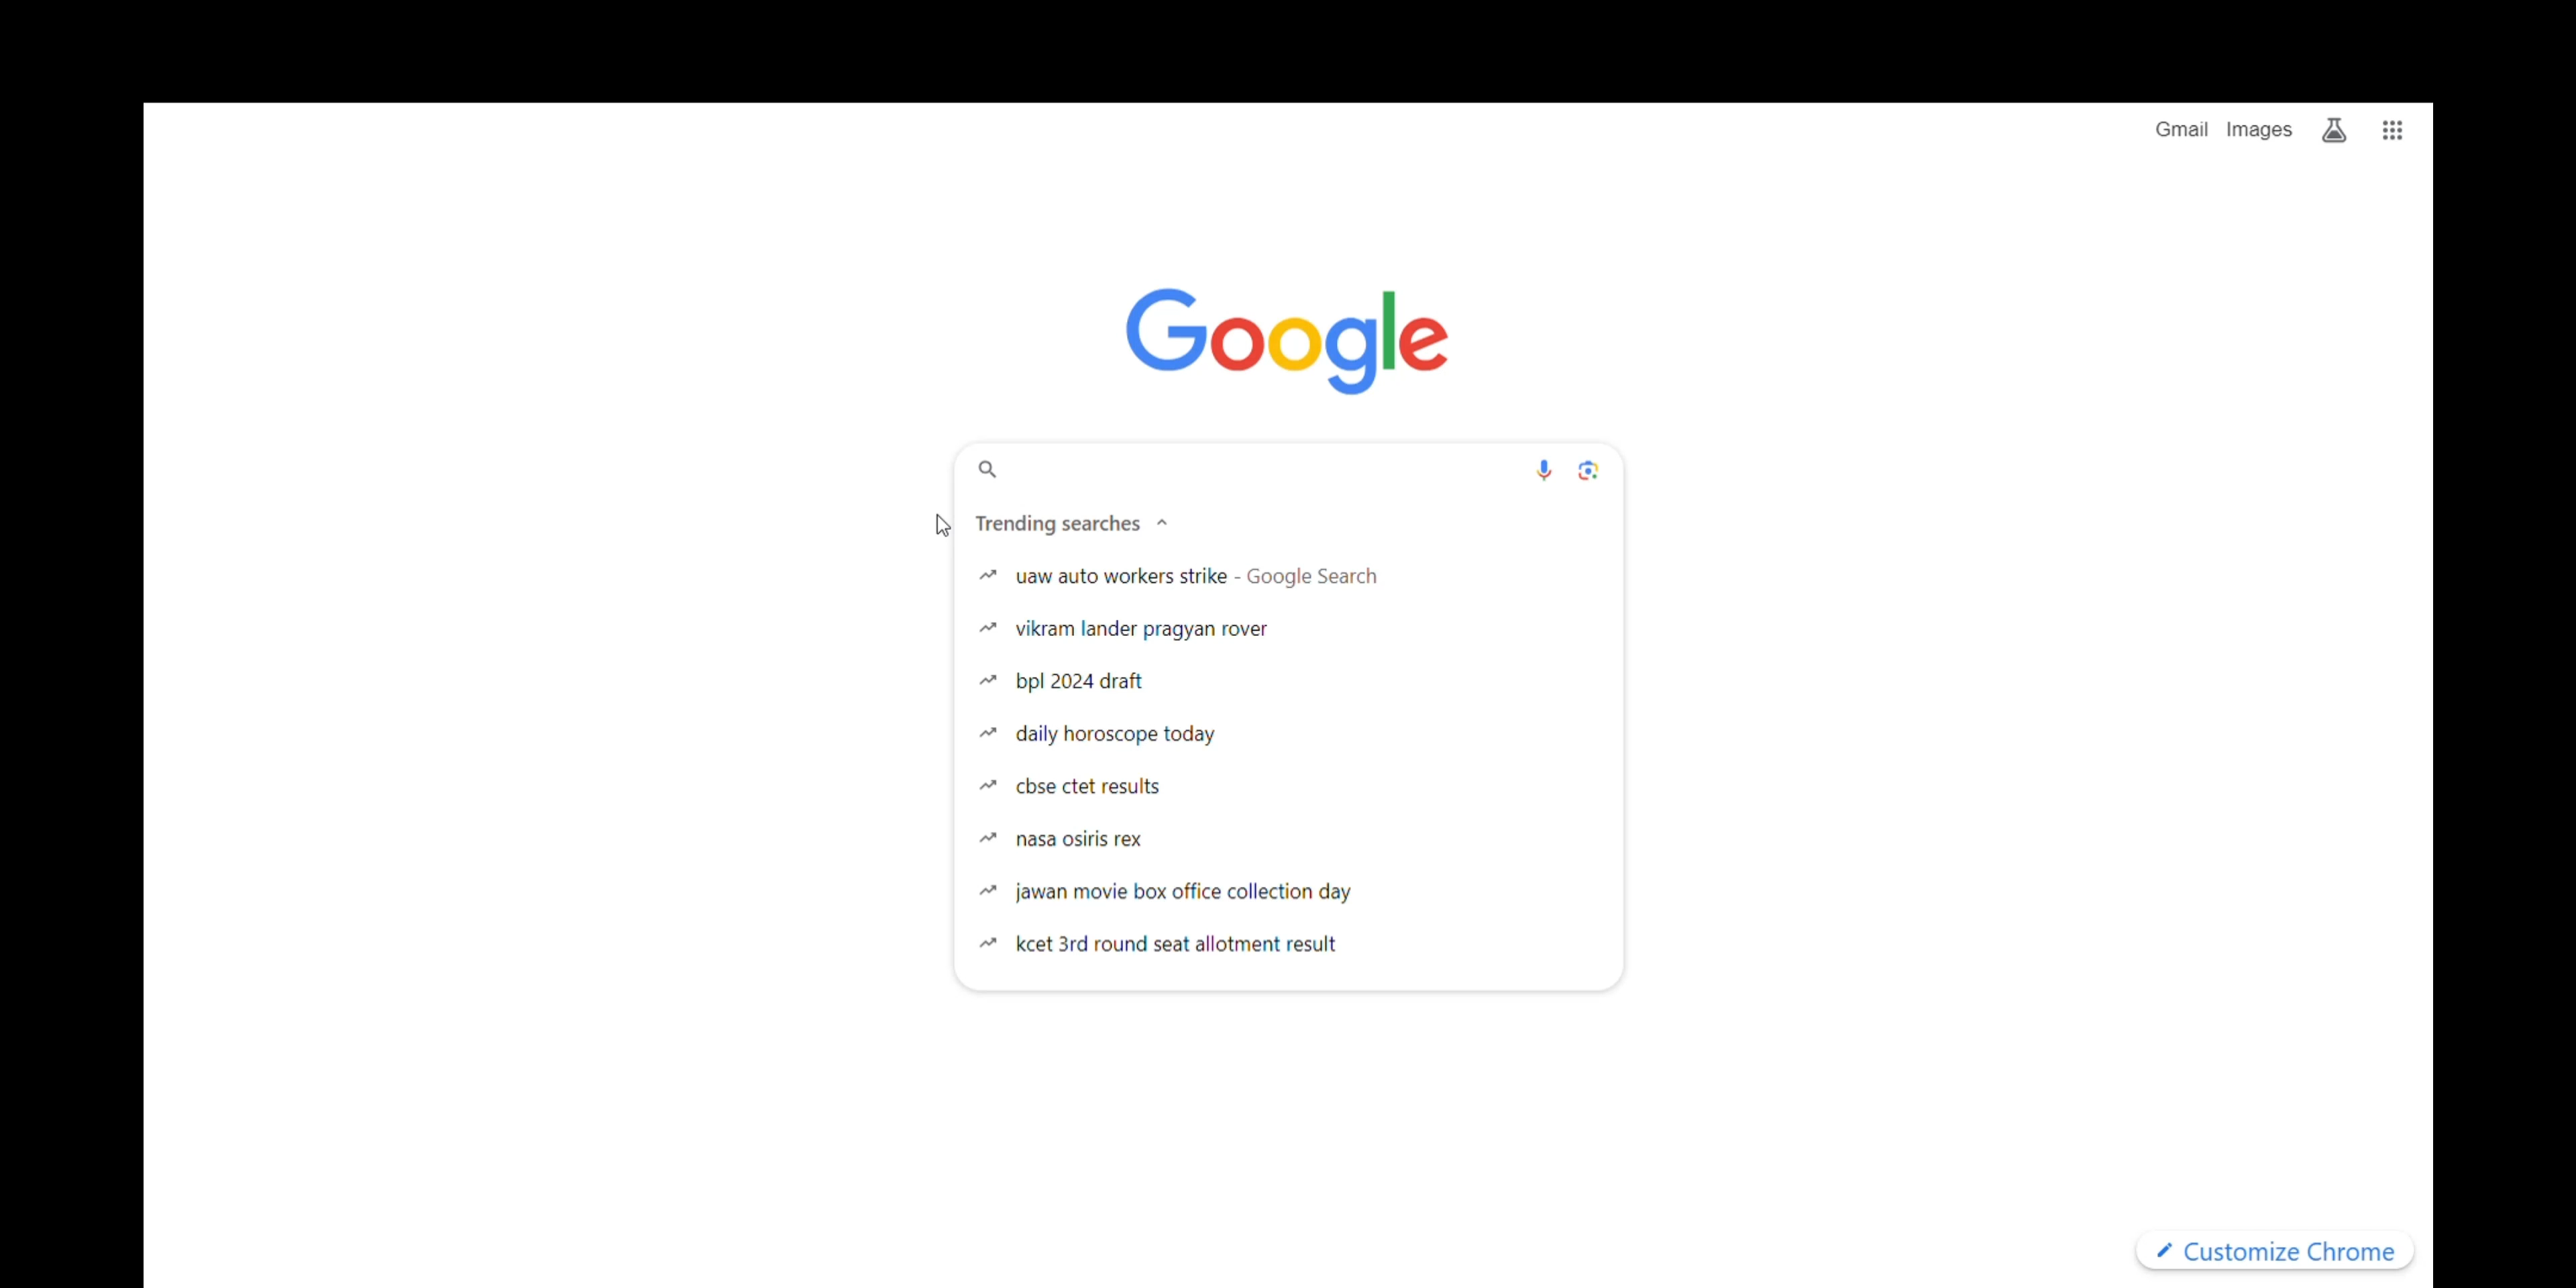 Gmail Images
Google
Trending searches
uaw auto workers strike - Google Search
vikram lander pragyan rover
bpl 2024 draft
daily horoscope today
cbse ctet results
nasa osiris rex
jawan movie box office collection day
kcet 3rd round seat allotment result
Customize Chrome